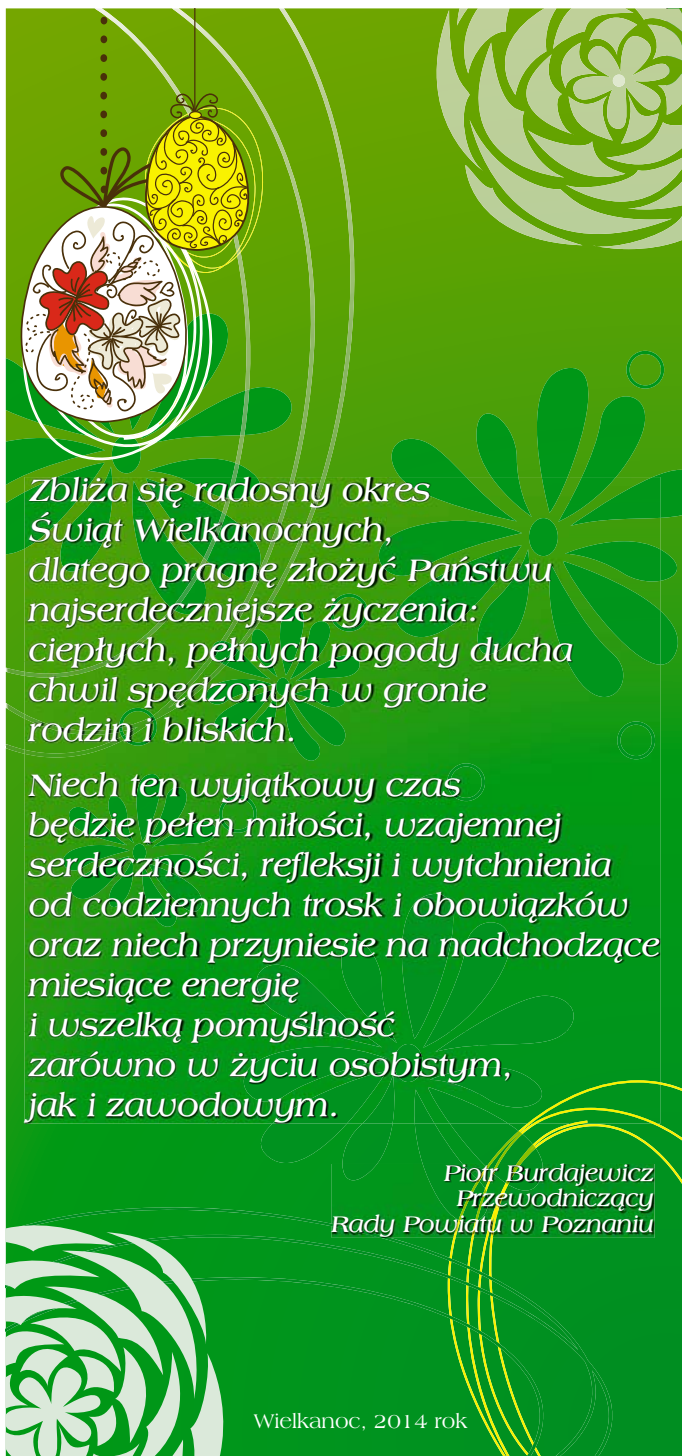 Zbliża się radosny okres
Świąt Wielkanocnych,
dlatego pragnę złożyć Państwu
najserdeczniejsze życzenia:
ciepłych, pełnych pogody ducha
chwil spędzonych w gronie
rodzin i bliskich.
Niech ten wyjątkowy czas
będzie pełen miłości, wzajemnej
serdeczności, refleksji i wytchnienia
od codziennych trosk i obowiązków
oraz niech przyniesie na nadchodzące
miesiące energię
i wszelką pomyślność
zarówno w życiu osobistym,
jak i zawodowym.
Piotr Burdajewicz
Przewodniczący
Rady Powiatu w Poznaniu
Wielkanoc, 2014 rok